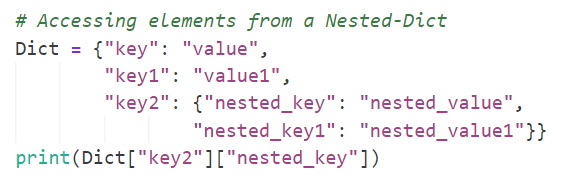 # Accessing elements from a Nested-Dict
Dict = {"key": "value",
        "key1": "value1",
        "key2": {"nested_key": "nested_value",
                "nested_key1": "nested_value1"}}
print(Dict["key2"]["nested_key"])